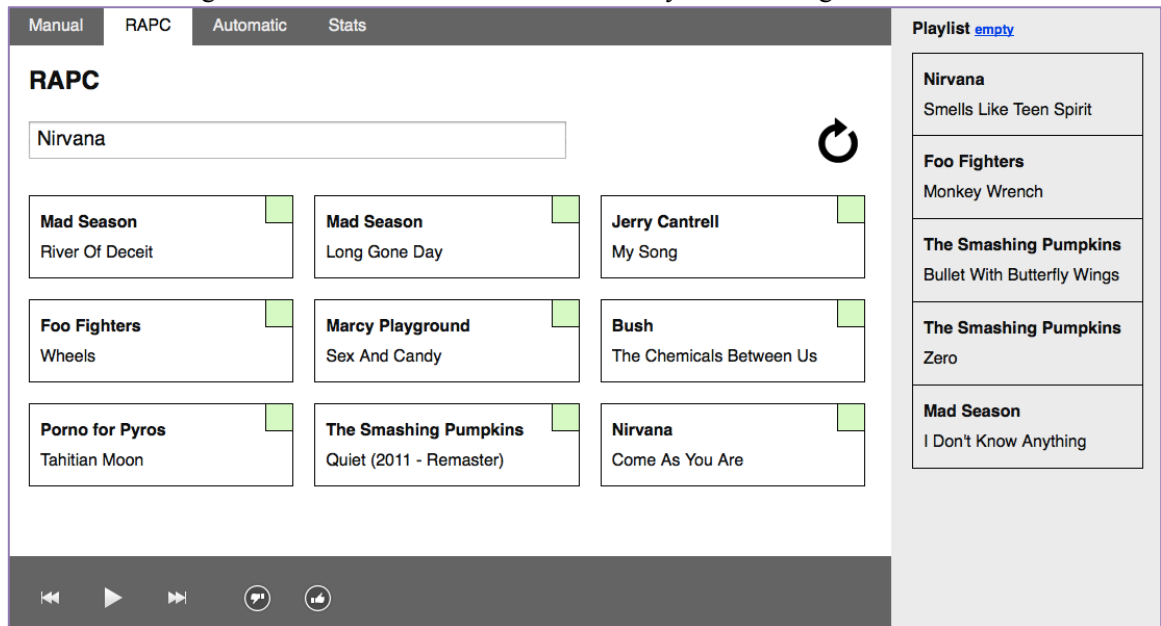 Manual RAPC Automatic Stats
RAPC
Nirvana
Mad Season
River Of Deceit
Mad Season
Long Gone Day
Jerry Cantrell
My Song
Foo Fighters
Wheels
Marcy Playground
Sex And Candy
Bush
The Chemicals Between Us
Porno for Pyros
Tahitian Moon
The Smashing Pumpkins
Quiet (2011 - Remaster)
Nirvana
Come As You Are
Playlist empty
Nirvana
Smells Like Teen Spirit
Foo Fighters
Monkey Wrench
The Smashing Pumpkins
Bullet With Butterfly Wings
The Smashing Pumpkins
Zero
Mad Season
I Don't Know Anything